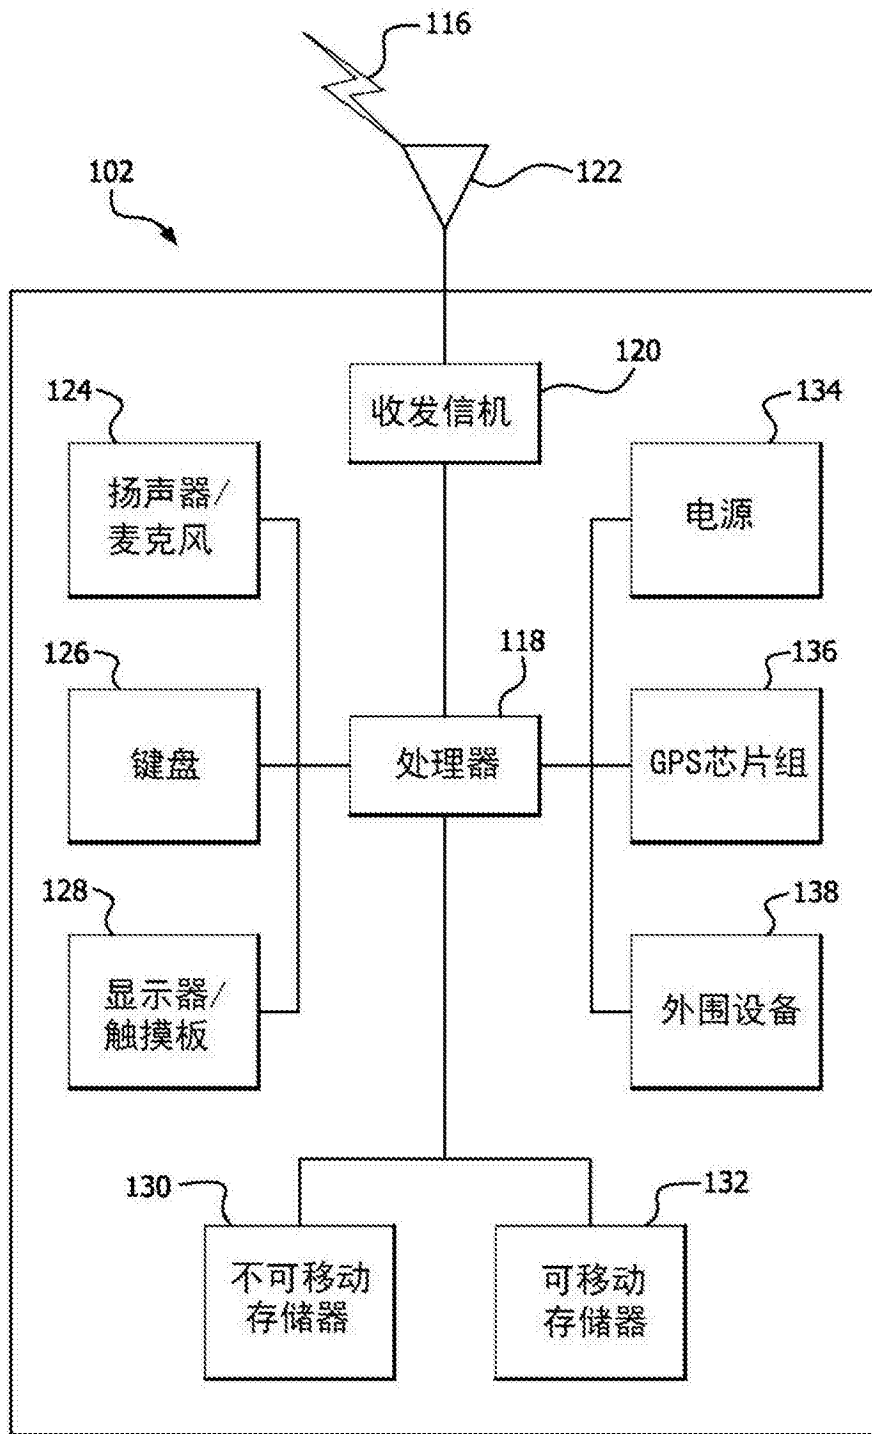 116
122
102
120
收发信机
124
扬声器/
麦克风
134
电源
118
处理器
126
键盘
136
GPS芯片组
128
显示器/
触摸板
138
外围设备
130
不可移动
存储器
132
可移动
存储器